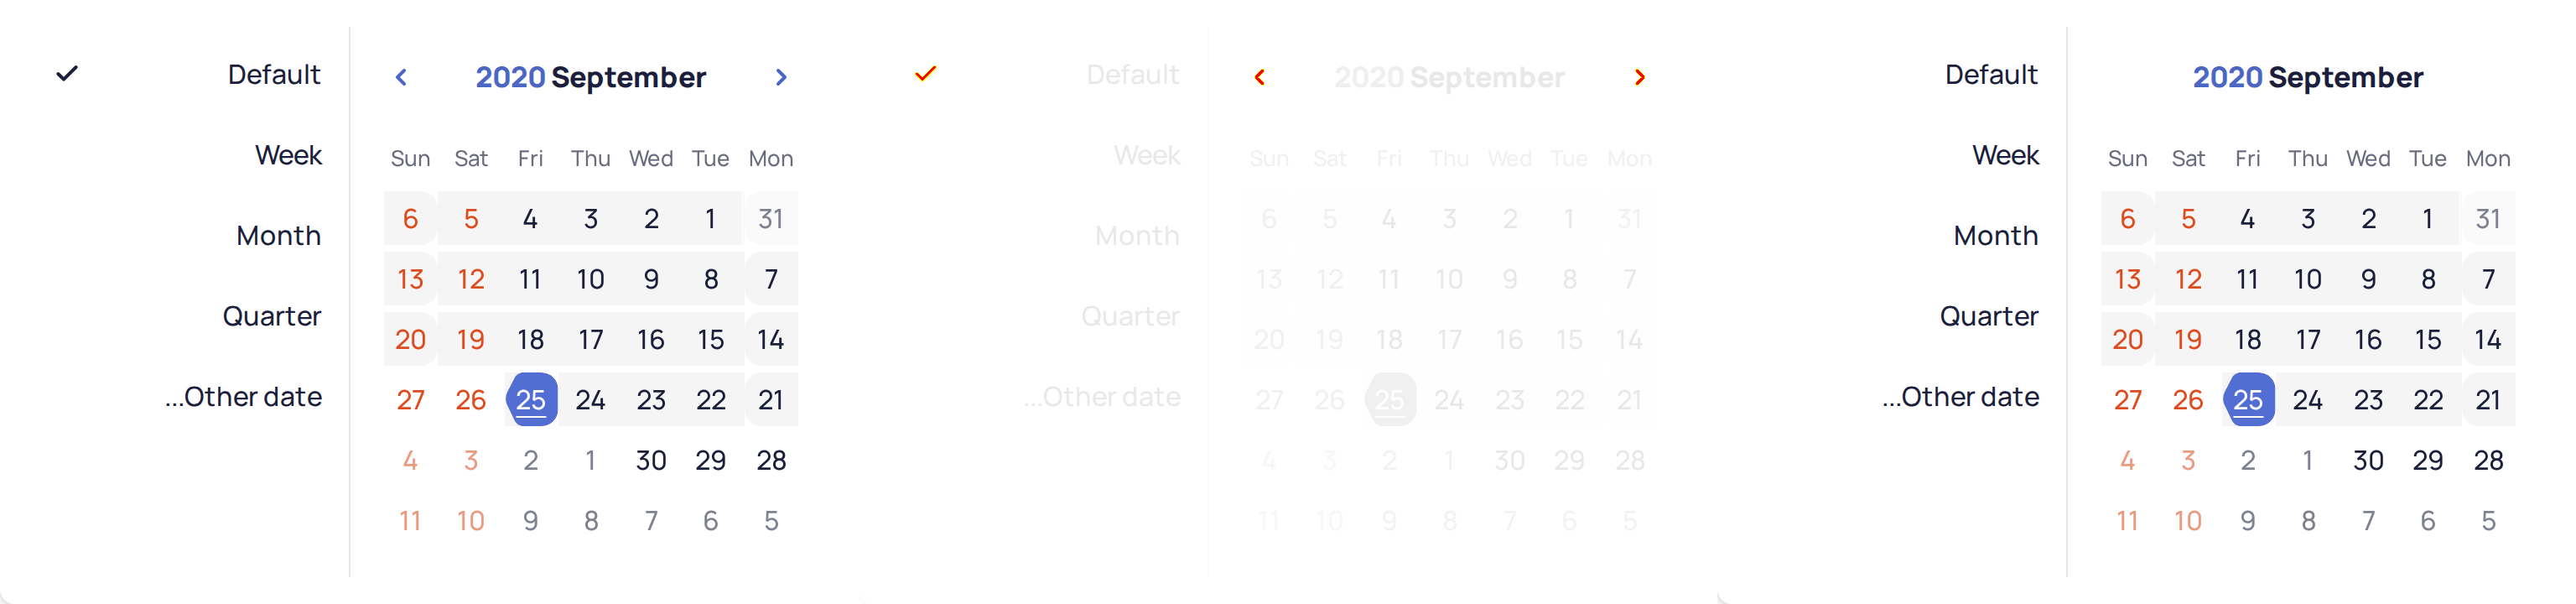 Default
Week
Month
Quarter
...Other date
2020 September
Sun Sat Fri Thu Wed Tue Mon
6 5 4 3 2 1 31
13 12 11 10 9 8 7
20 19 18 17 16 15 14
27 26 25 24 23 22 21
4 3 2 1 30 29 28
11 10 9 8 7 6 5
Default
Week
Month
Quarter
...Other date
2020 September
Sun Sat Fri Thu Wed Tue Mon
6 5 4 3 2 1 31
13 12 11 10 9 8 7
20 19 18 17 16 15 14
27 26 25 24 23 22 21
4 3 2 1 30 29 28
11 10 9 8 7 6 5
Default
Week
Month
Quarter
...Other date
2020 September
Sun Sat Fri Thu Wed Tue Mon
6 5 4 3 2 1 31
13 12 11 10 9 8 7
20 19 18 17 16 15 14
27 26 25 24 23 22 21
4 3 2 1 30 29 28
11 10 9 8 7 6 5